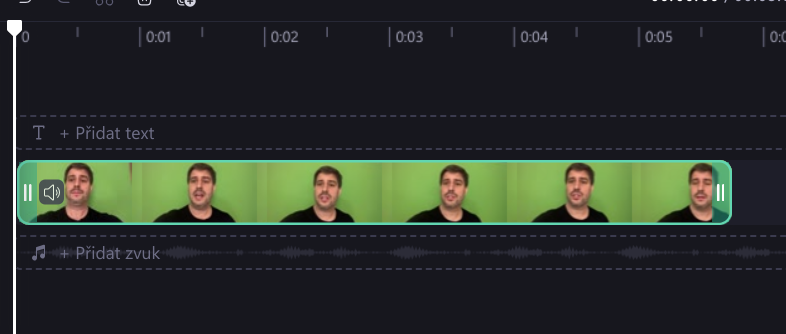 0 0:01 0:02 0:03 0:04 0:05
+ Přidat text
+ Přidat zvuk